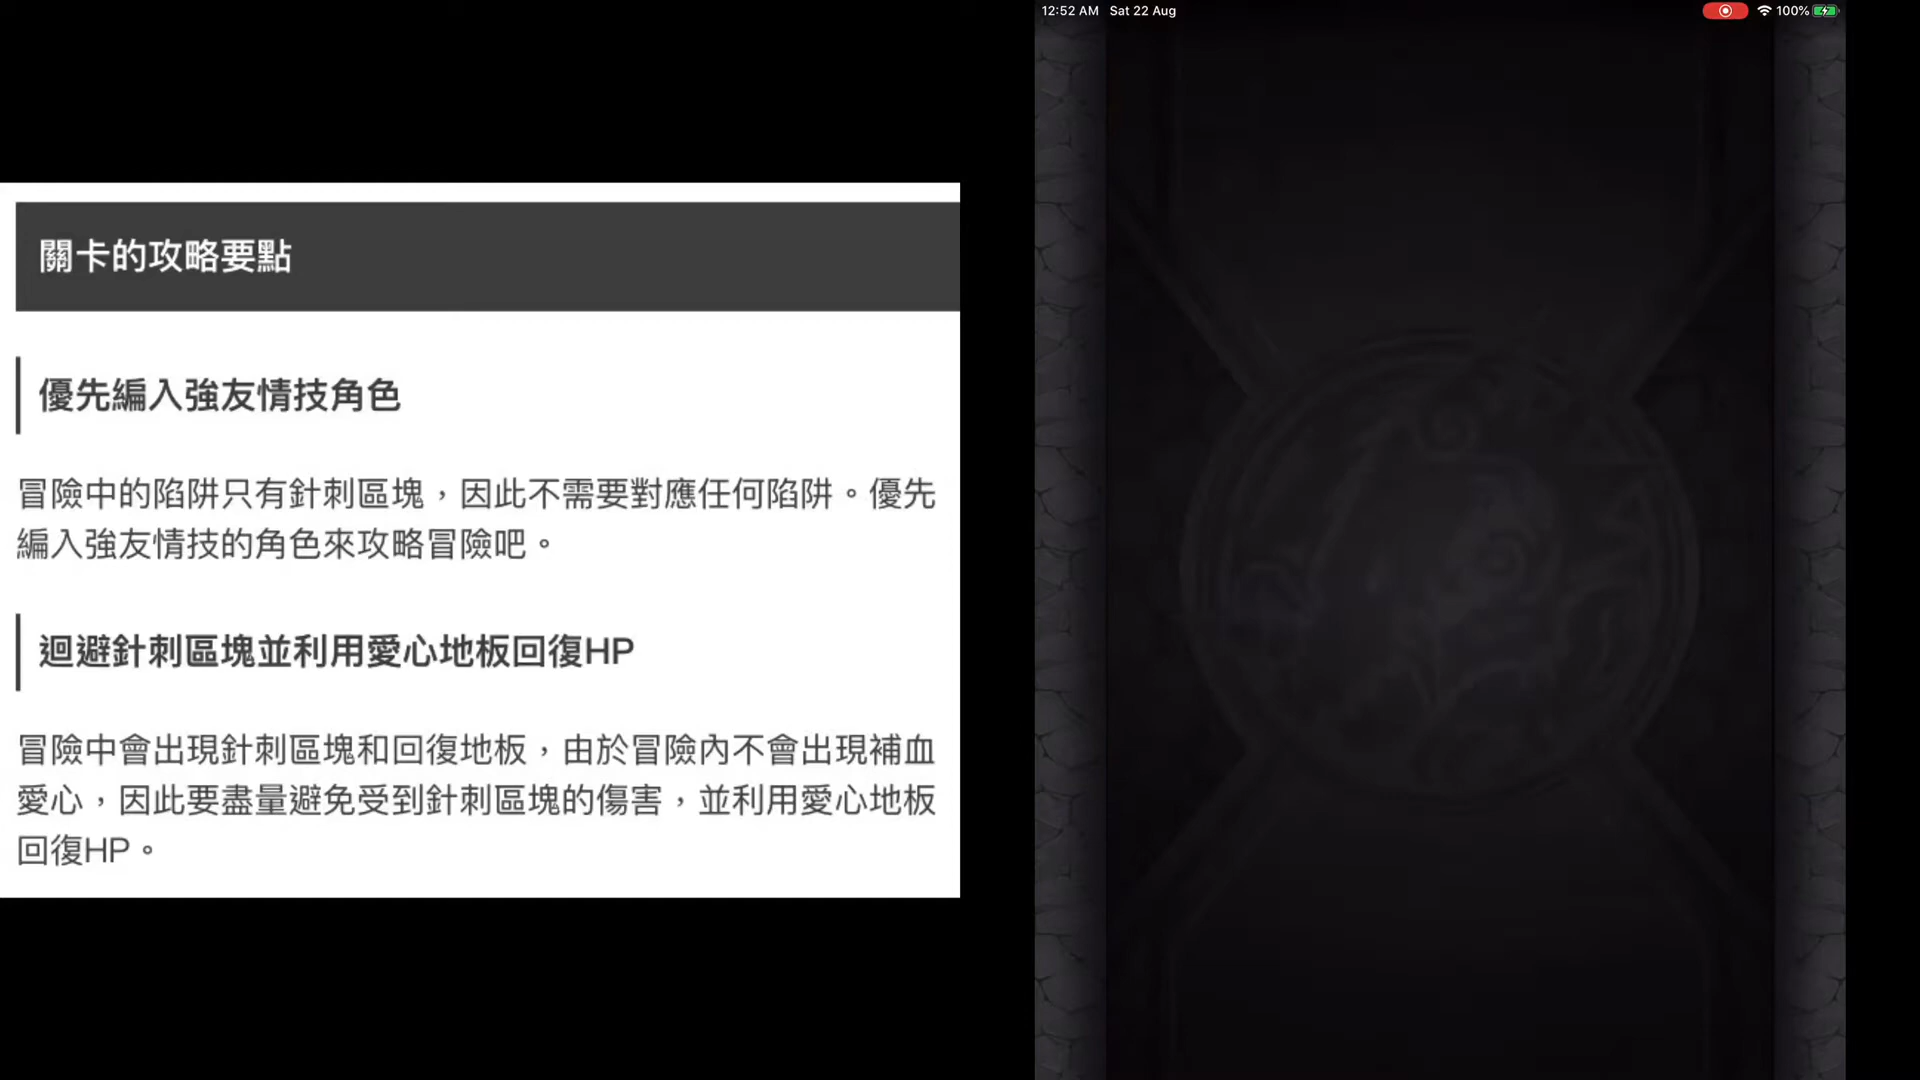 12:52 AM Sat 22 Aug
100%
關卡的攻略要點
優先編入強友情技角色
冒險中的陷阱只有針刺區塊，因此不需要對應任何陷阱。優先
編入強友情技的角色來攻略冒險吧。
迴避針刺區塊並利用愛心地板回復HP
冒險中會出現針刺區塊和回復地板，由於冒險內不會出現補血
愛心，因此要盡量避免受到針刺區塊的傷害，並利用愛心地板
回復HP。